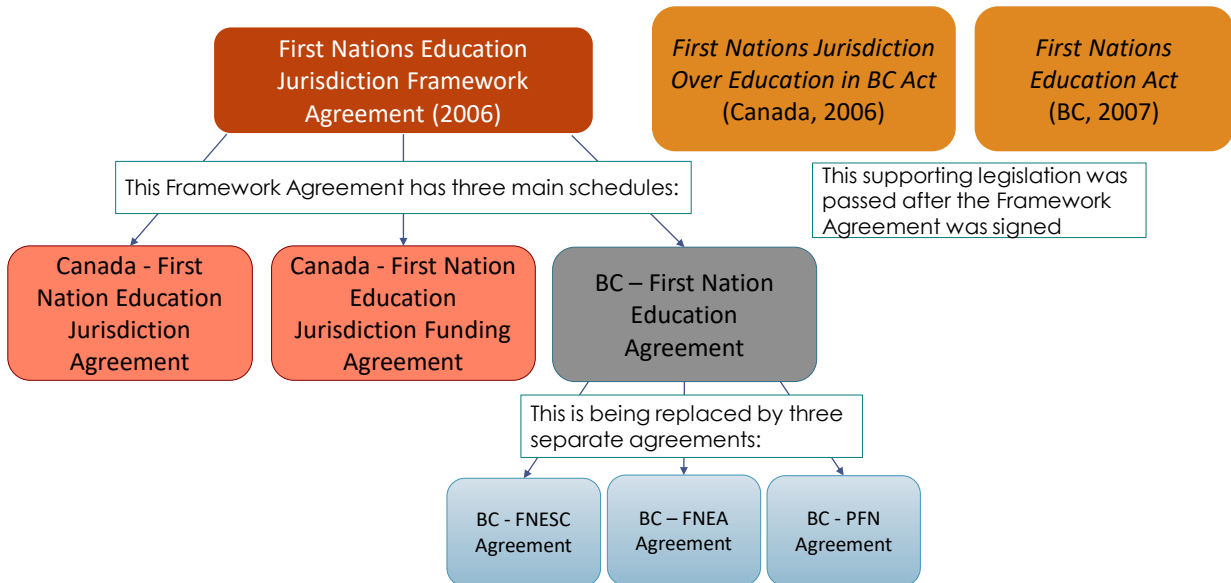 First Nations Education
Jurisdiction Framework
Agreement (2006)
First Nations Jurisdiction
Over Education in BC Act
(Canada, 2006)
First Nations
Education Act
(BC, 2007)
This Framework Agreement has three main schedules:
This supporting legislation was
passed after the Framework
Agreement was signed
Canada - First
Nation Education
Jurisdiction
Agreement
Canada - First Nation
Education
Jurisdiction Funding
Agreement
BC – First Nation
Education
Agreement
This is being replaced by three
separate agreements:
BC - FNESC
Agreement
BC – FNEA
Agreement
BC - PFN
Agreement